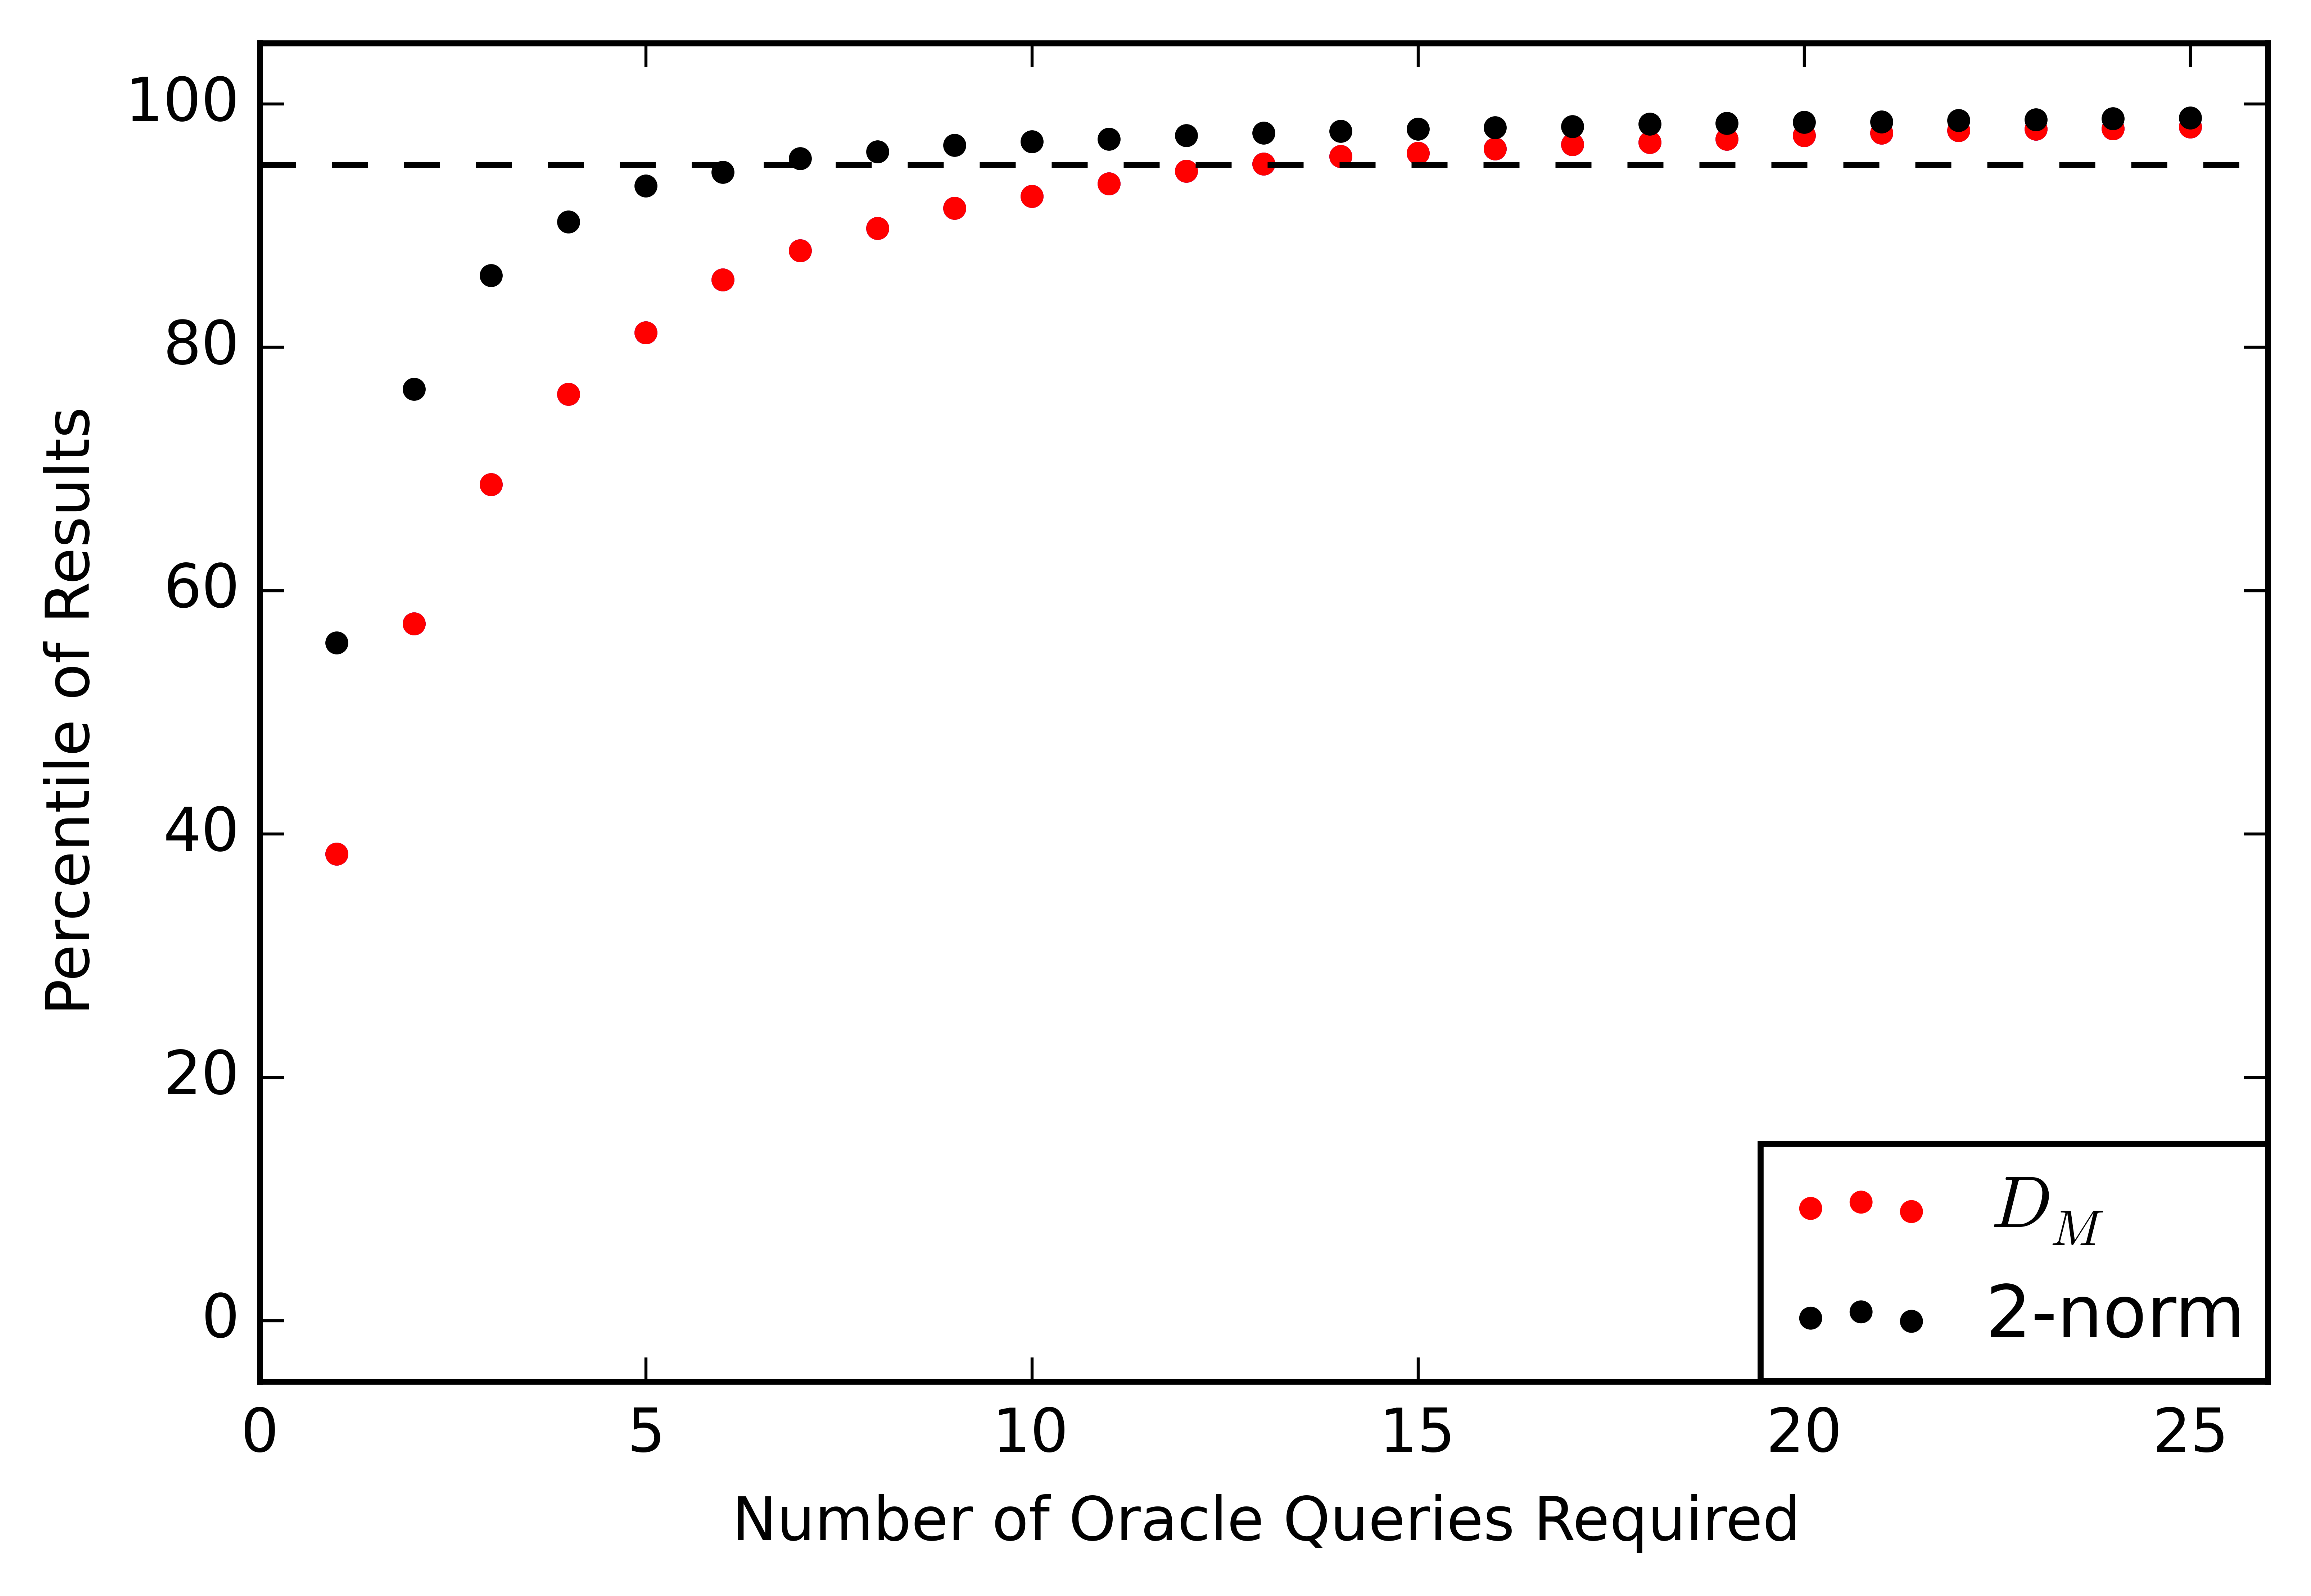 100
80
60
40
20
0
Percentile of Results
0 5 10 15 20 25
Number of Oracle Queries Required
D_M
2-norm